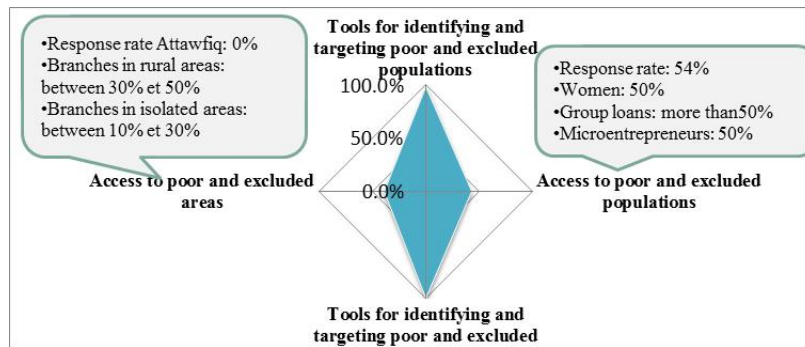 Tools for identifying and
targeting poor and excluded
populations
•Response rate Attawfiq: 0%
•Branches in rural areas:
between 30% et 50%
•Branches in isolated areas:
between 10% et 30%
•Response rate: 54%
•Women: 50%
•Group loans: more than50%
•Microentrepreneurs: 50%
100.0%
50.0%
0.0%
Access to poor and excluded
areas
Access to poor and excluded
populations
Tools for identifying and
targeting poor and excluded